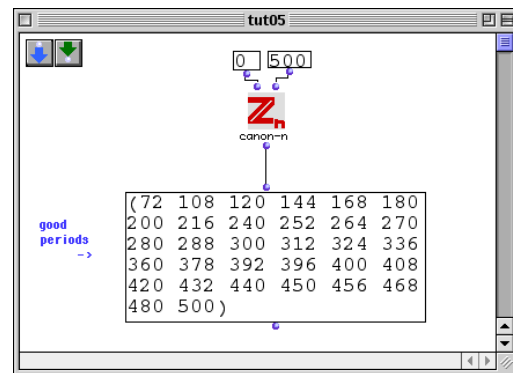 tut05
0 500
Zn
canon-n
good
periods
->
(72 108 120 144 168 180
200 216 240 252 264 270
280 288 300 312 324 336
360 378 392 396 400 408
420 432 440 450 456 468
480 500)